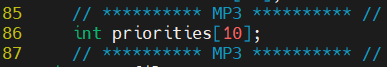 85 // ********** MP3 ********** //
86 int priorities[10];
87 // ********** MP3 ********** //